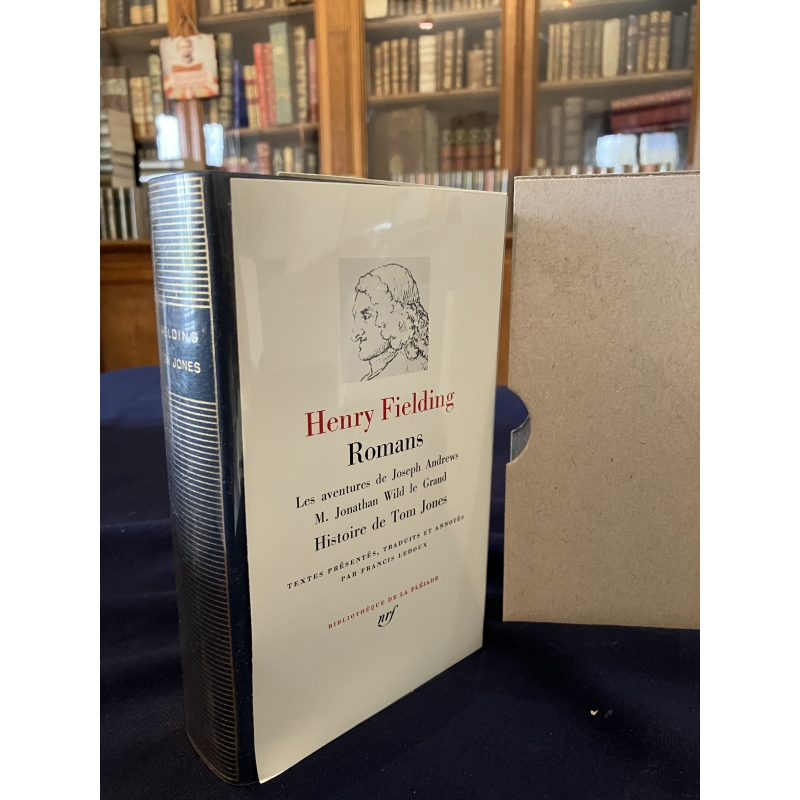 JONES
Henry Fielding
Romans
Les aventures de Joseph Andrews
M. Jonathan Wild le Grand
Histoire de Tom Jones
TEXTES PRÉSENTÉS, TRADUITS ET ANNOTÉS
PAR FRANCIS LEDOUX
BIBLIOTHÈQUE DE LA PLÉIADE
nrf